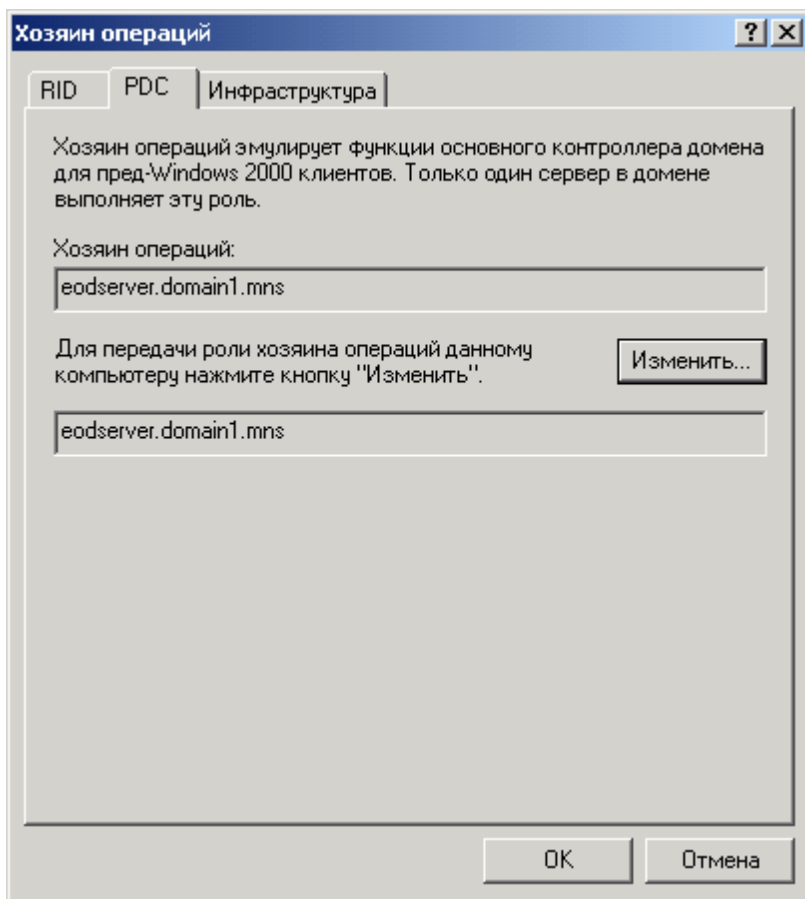 Хозяин операций
RID PDC Инфраструктура
Хозяин операций эмулирует функции основного контроллера домена
для пред-Windows 2000 клиентов. Только один сервер в домене
выполняет эту роль.
Хозяин операций:
eodserver.domain1.mns
Для передачи роли хозяина операций данному
компьютеру нажмите кнопку "Изменить".
Изменить...
eodserver.domain1.mns
OK Отмена